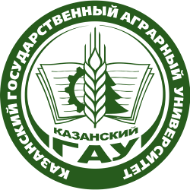 КАЗАНСКИЙ ГОСУДАРСТВЕННЫЙ АГРАРНЫЙ УНИВЕРСИТЕТ
КАЗАНСКИЙ
ГАУ